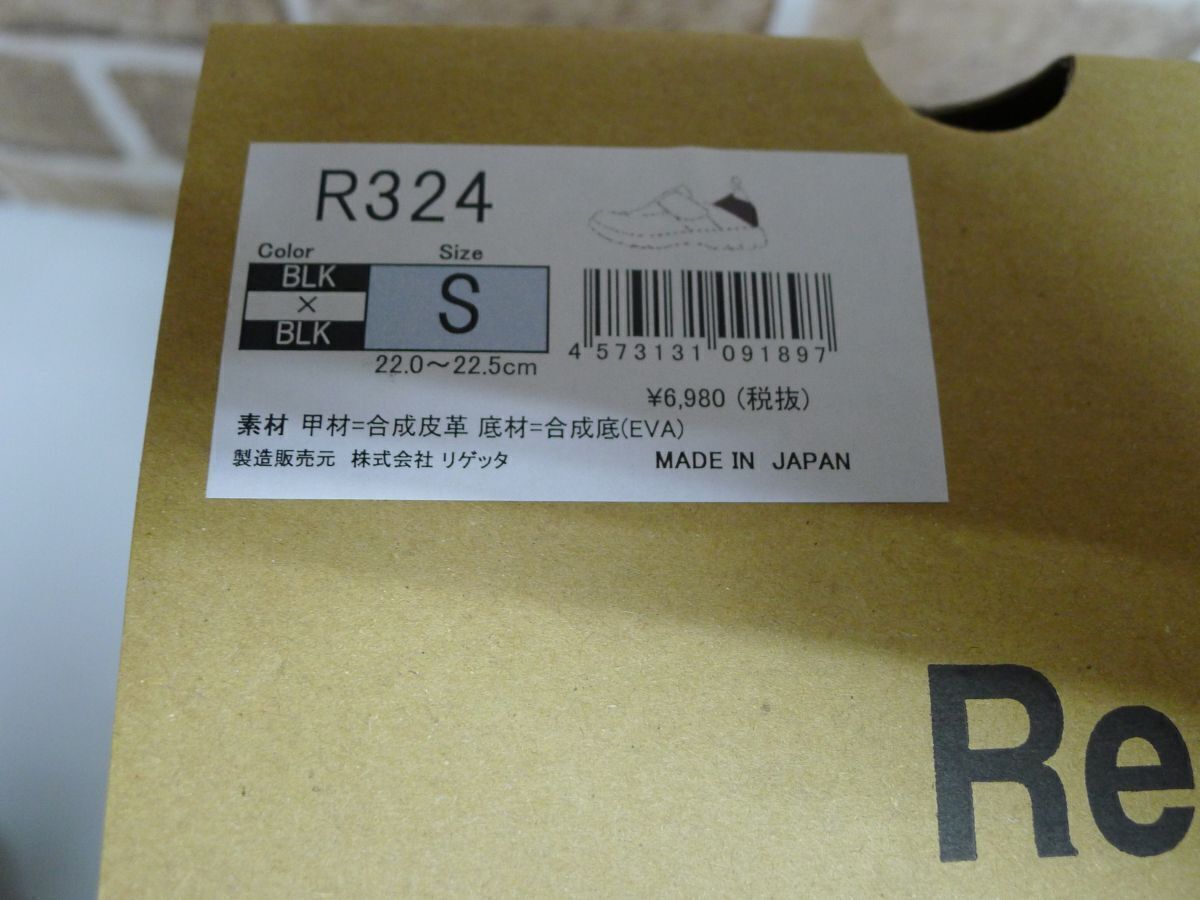 R324
Color Size
BLK
×
BLK
S
22.0～22.5cm
4 573131 091897
¥6,980（税抜）
素材 甲材=合成皮革 底材=合成底(EVA)
製造販売元 株式会社 リゲッタ MADE IN JAPAN
Re